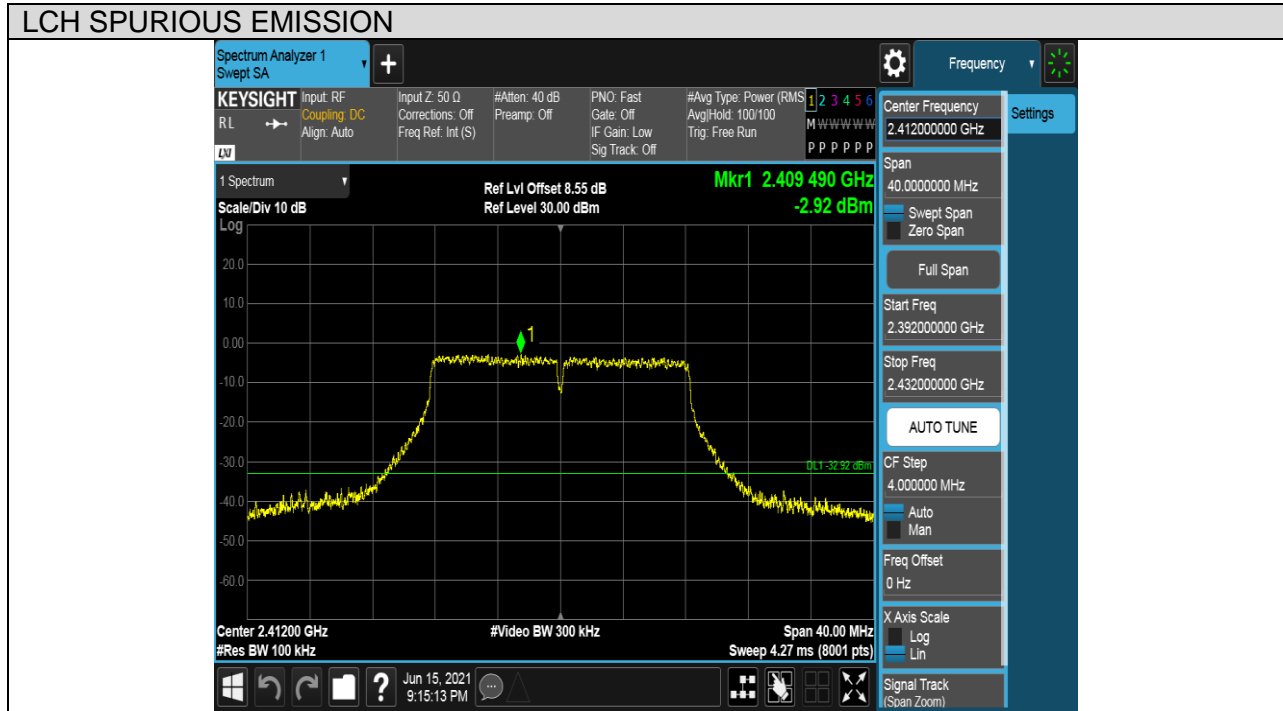 LCH SPURIOUS EMISSION
Spectrum Analyzer 1
Swept SA
Frequency
KEYSIGHT
RL
LXI
Input: RF
Coupling: DC
Align: Auto
Input Z: 50 Ω
Corrections: Off
Freq Ref: Int (S)
#Atten: 40 dB
Preamp: Off
PNO: Fast
Gate: Off
IF Gain: Low
Sig Track: Off
#Avg Type: Power (RMS
Avg|Hold: 100/100
Trig: Free Run
1 2 3 4 5 6
M W W W W W
P P P P P P
1 Spectrum
Scale/Div 10 dB
Ref Lvl Offset 8.55 dB
Ref Level 30.00 dBm
Mkr1 2.409 490 GHz
-2.92 dBm
Log
20.0
10.0
0.00
-10.0
-20.0
-30.0
-40.0
-50.0
-60.0
1
DL1 -32.92 dBm
Center 2.41200 GHz
#Res BW 100 kHz
#Video BW 300 kHz
Span 40.00 MHz
Sweep 4.27 ms (8001 pts)
Center Frequency
2.412000000 GHz
Settings
Span
40.0000000 MHz
Swept Span
Zero Span
Full Span
Start Freq
2.392000000 GHz
Stop Freq
2.432000000 GHz
AUTO TUNE
CF Step
4.000000 MHz
Auto
Man
Freq Offset
0 Hz
X Axis Scale
Log
Lin
Signal Track
(Span Zoom)
?
Jun 15, 2021
9:15:13 PM